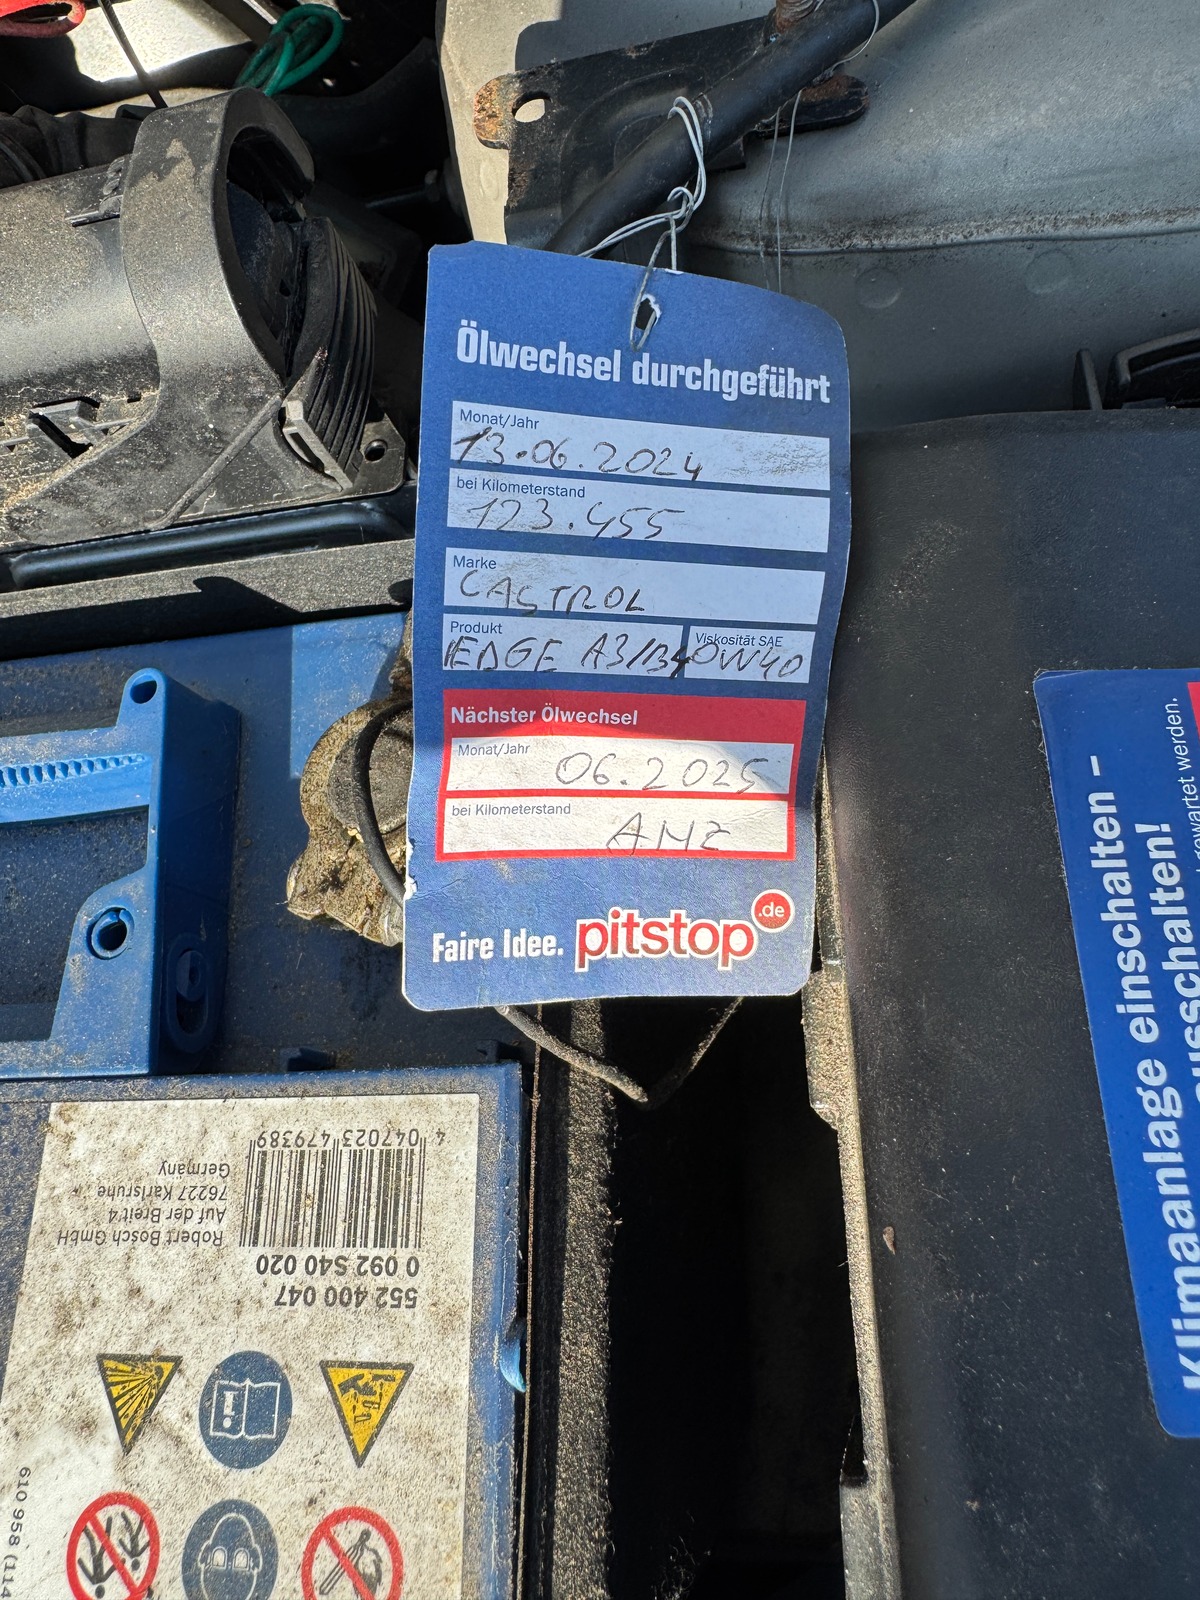 Ölwechsel durchgeführt
Monat/Jahr
13.06.2024
bei Kilometerstand
123.455
Marke
CASTROL
Produkt
EDGE A3/B4
Viskosität SAE
0W40
Nächster Ölwechsel
Monat/Jahr
06.2025
bei Kilometerstand
AMZ
Faire Idee. pitstop.de
Klimaanlage einschalten –
ausschalten!
gewartet werden.
4 047023 479389
Robert Bosch GmbH
Auf der Breit 4
76227 Karlsruhe
Germany
0 092 S40 020
552 400 047
610 958 (114